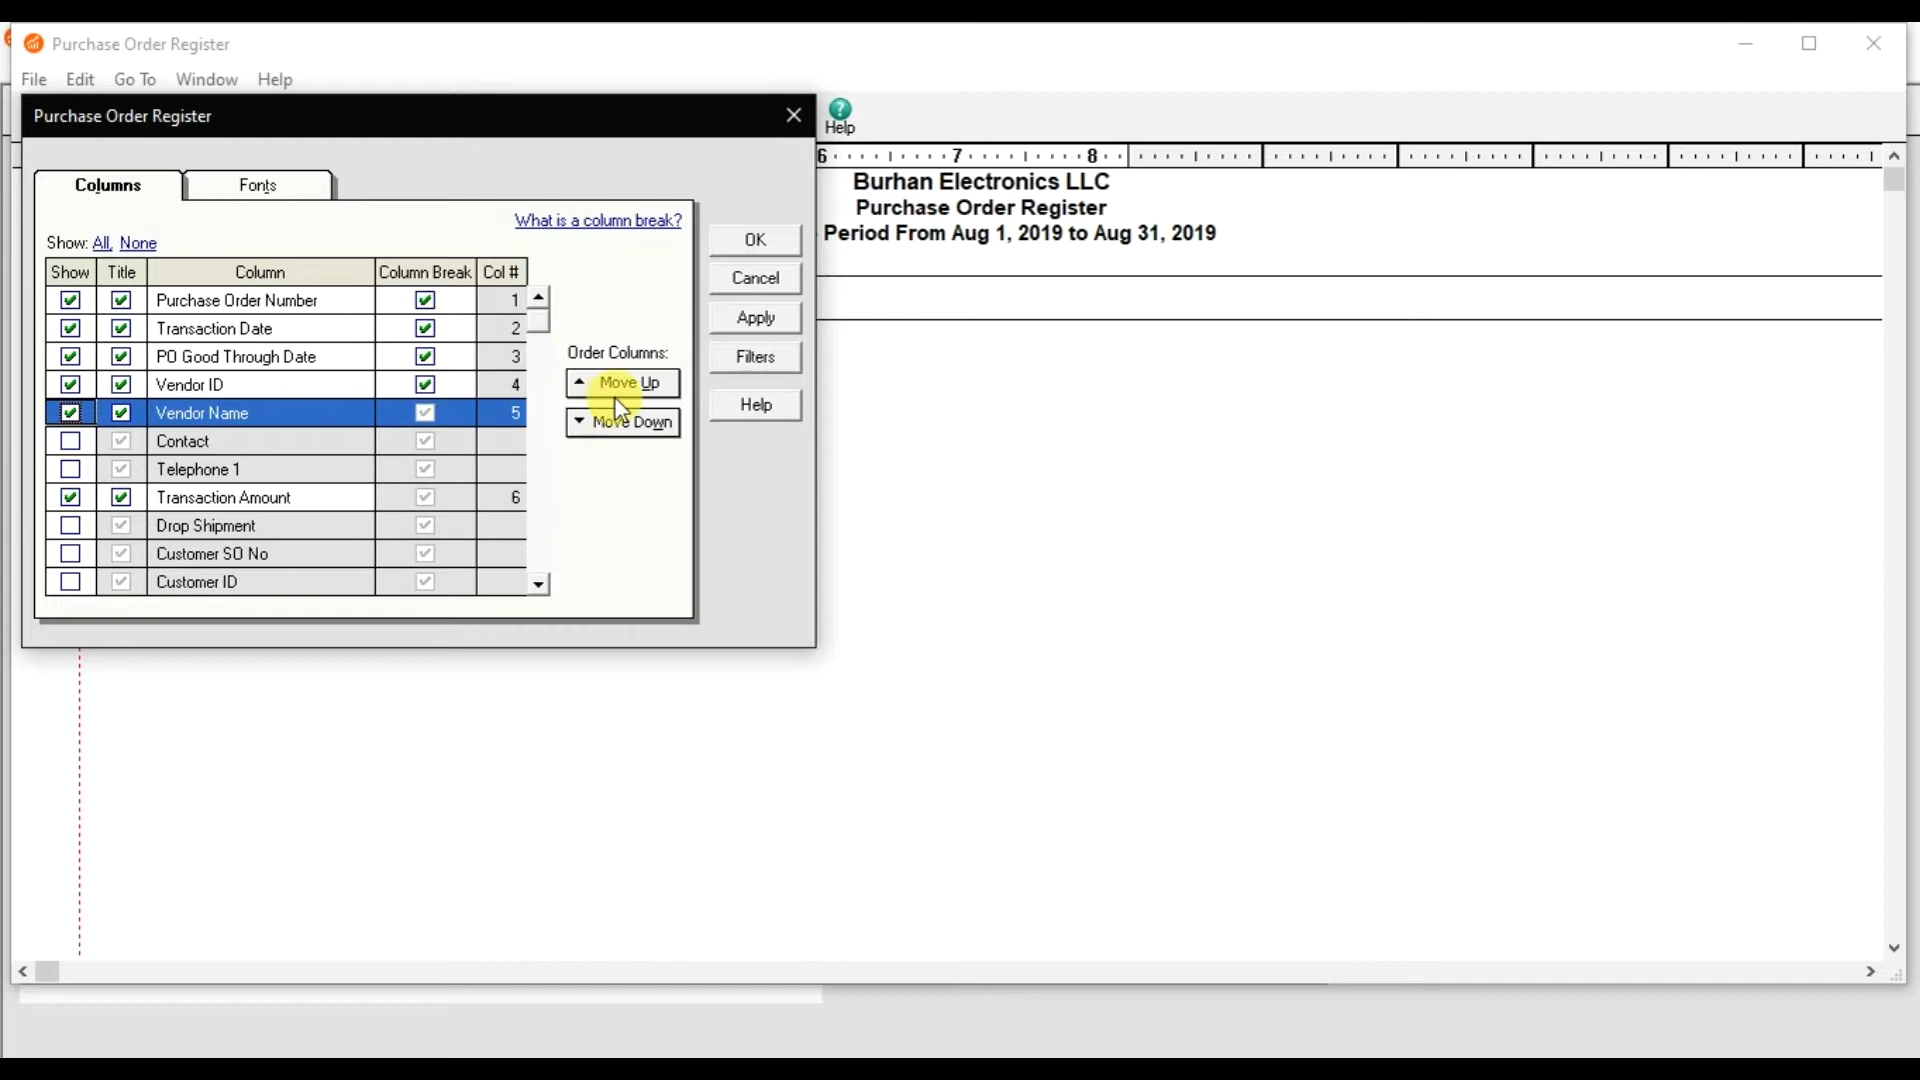 Purchase Order Register
File Edit Go To Window Help
Purchase Order Register
Help
6 7 8
Columns Fonts
Burhan Electronics LLC
Purchase Order Register
Period From Aug 1, 2019 to Aug 31, 2019
What is a column break?
Show: All, None
OK
Cancel
Apply
Filters
Help
Show Title Column Column Break Col #
Purchase Order Number 1
Transaction Date 2
PO Good Through Date 3
Vendor ID 4
Vendor Name 5
Contact
Telephone 1
Transaction Amount 6
Drop Shipment
Customer SO No
Customer ID
Order Columns:
Move Up
Move Down